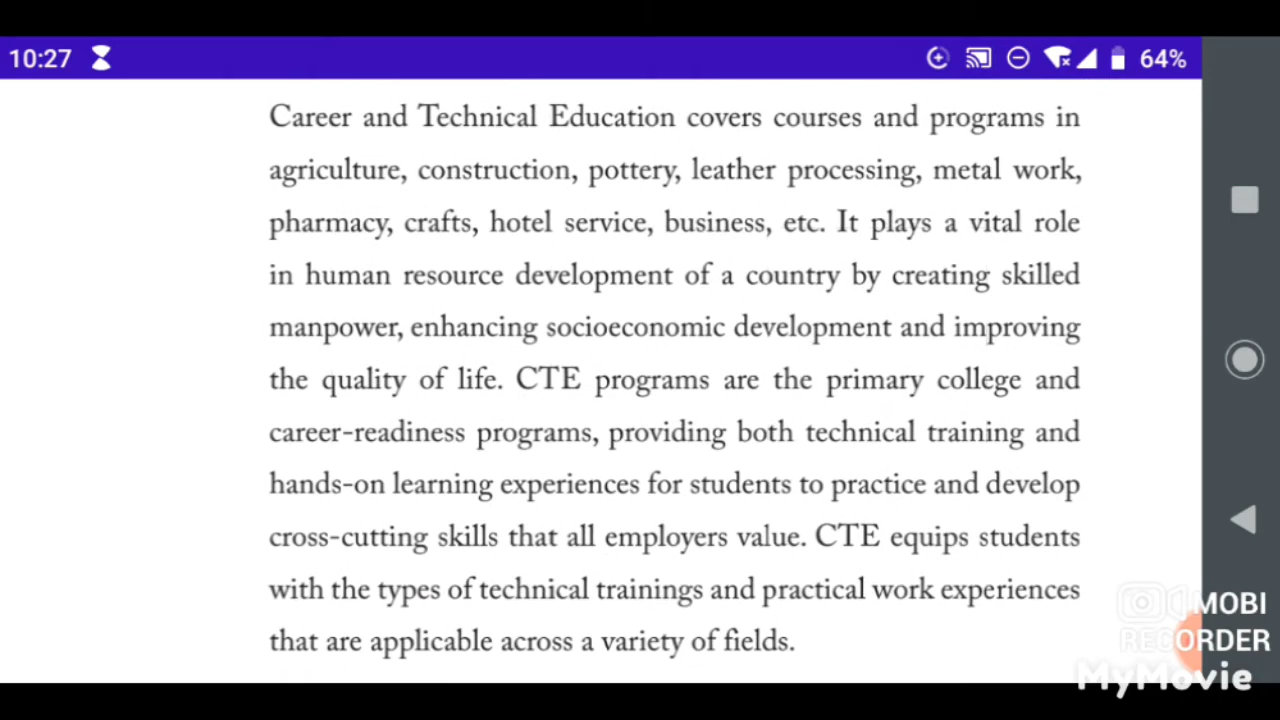 10:27 64%
Career and Technical Education covers courses and programs in
agriculture, construction, pottery, leather processing, metal work,
pharmacy, crafts, hotel service, business, etc. It plays a vital role
in human resource development of a country by creating skilled
manpower, enhancing socioeconomic development and improving
the quality of life. CTE programs are the primary college and
career-readiness programs, providing both technical training and
hands-on learning experiences for students to practice and develop
cross-cutting skills that all employers value. CTE equips students
with the types of technical trainings and practical work experiences
that are applicable across a variety of fields.
MOBI
RECORDER
MyMovie